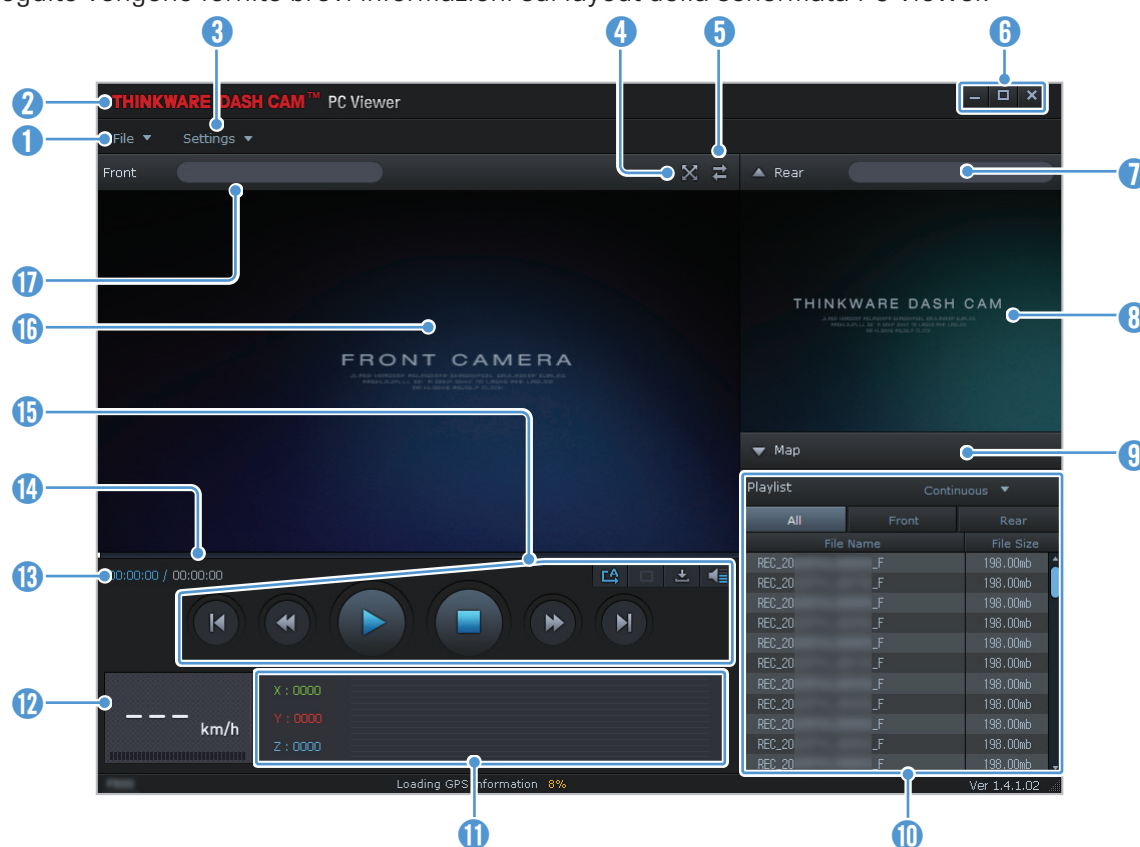 seguito vengono fornite brevi informazioni sul layout della schermata PC Viewer.
3
4
5
6
2
THINKWARE DASH CAM™ PC Viewer
1
File
Settings
Front
Rear
7
17
16
THINKWARE DASH CAM
8
FRONT CAMERA
15
Map
9
14
Playlist
Continuous
All
Front
Rear
File Name
File Size
13
00:00:00 / 00:00:00
REC_20 _F 198.00mb
REC_20 _F 198.00mb
REC_20 _F 198.00mb
REC_20 _F 198.00mb
REC_20 _F 198.00mb
REC_20 _F 198.00mb
REC_20 _F 198.00mb
REC_20 _F 198.00mb
REC_20 _F 198.00mb
REC_20 _F 198.00mb
REC_20 _F 198.00mb
12
km/h
X : 0000
Y : 0000
Z : 0000
Loading GPS Information 8%
Ver 1.4.1.02
11
10